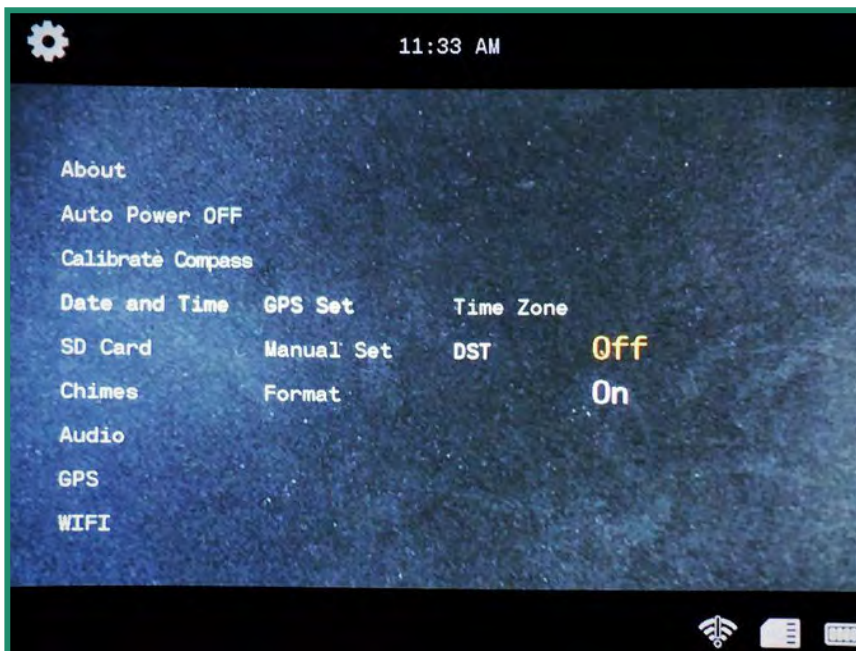 11:33 AM
About
Auto Power OFF
Calibrate Compass
Date and Time GPS Set Time Zone
SD Card Manual Set DST Off
Chimes Format On
Audio
GPS
WIFI